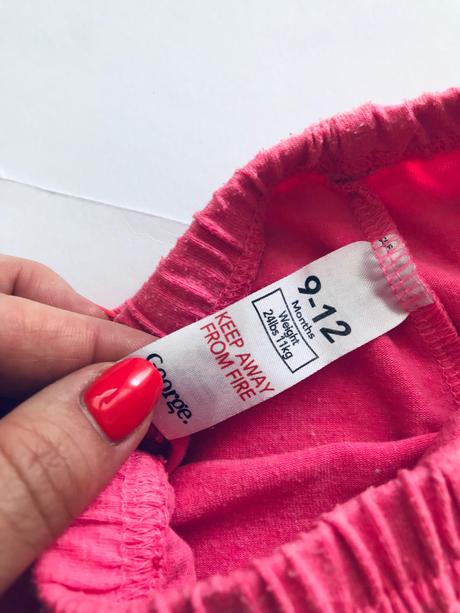 9-12
Months
Weight
24lbs 11kg
KEEP AWAY
FROM FIRE
George.